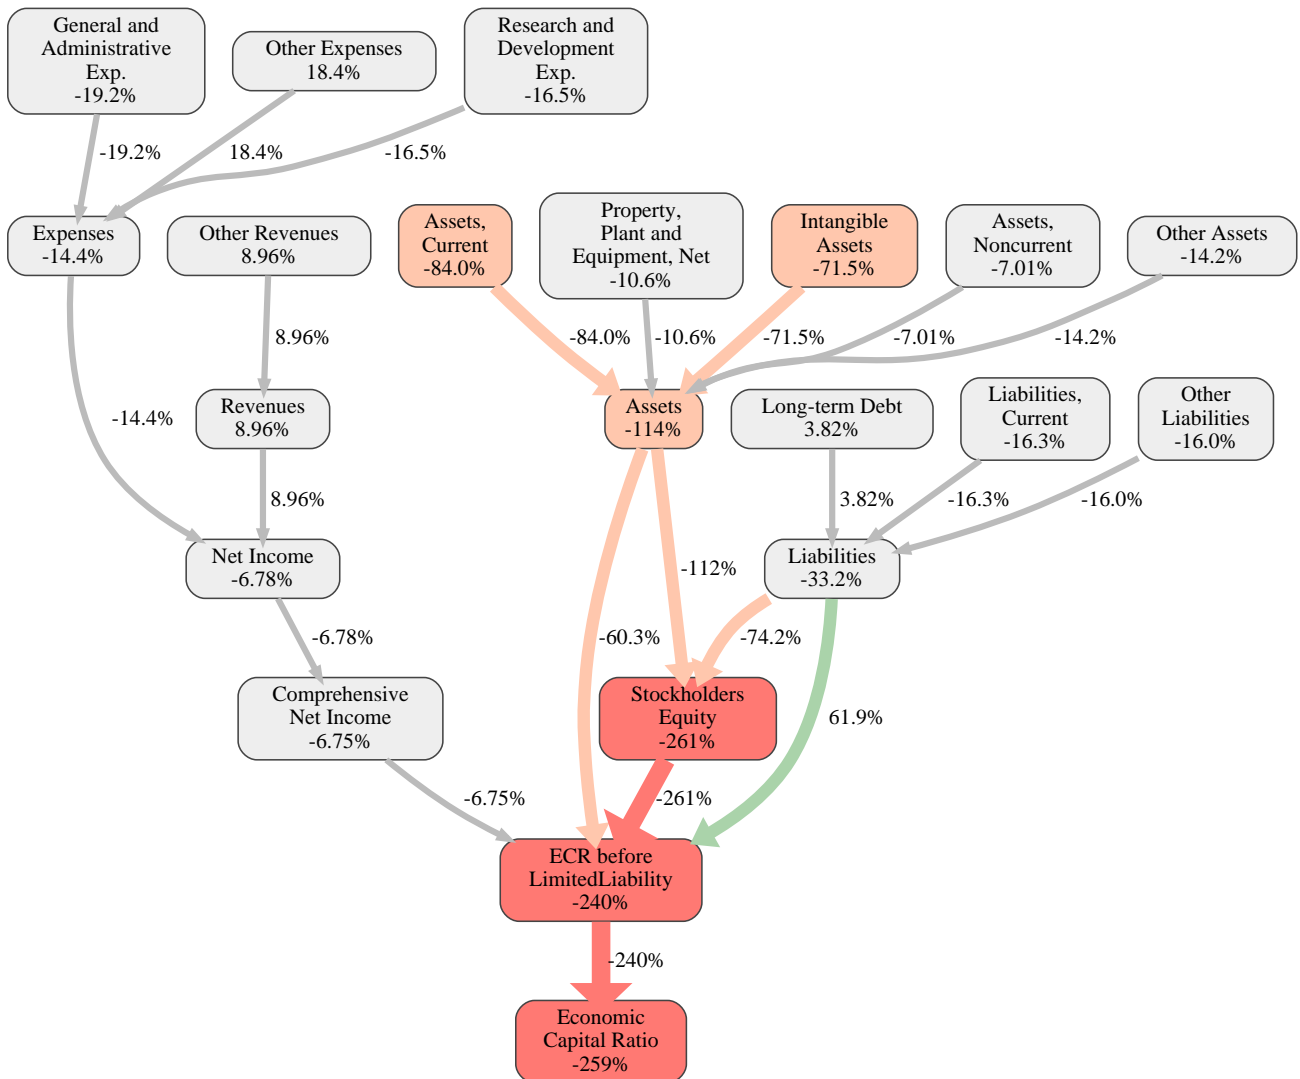 General and
Administrative
Exp.
-19.2%
Other Expenses
18.4%
Research and
Development
Exp.
-16.5%
-19.2%
18.4%
-16.5%
Expenses
-14.4%
Other Revenues
8.96%
Assets,
Current
-84.0%
Property,
Plant and
Equipment, Net
-10.6%
Intangible
Assets
-71.5%
Assets,
Noncurrent
-7.01%
Other Assets
-14.2%
8.96%
-84.0%
-10.6%
-71.5%
-7.01%
-14.2%
-14.4%
Revenues
8.96%
Assets
-114%
Long-term Debt
3.82%
Liabilities,
Current
-16.3%
Other
Liabilities
-16.0%
8.96%
3.82%
-16.3%
-16.0%
Net Income
-6.78%
-112%
Liabilities
-33.2%
-6.78%
-60.3%
-74.2%
Comprehensive
Net Income
-6.75%
Stockholders
Equity
-261%
61.9%
-6.75%
-261%
ECR before
LimitedLiability
-240%
-240%
Economic
Capital Ratio
-259%